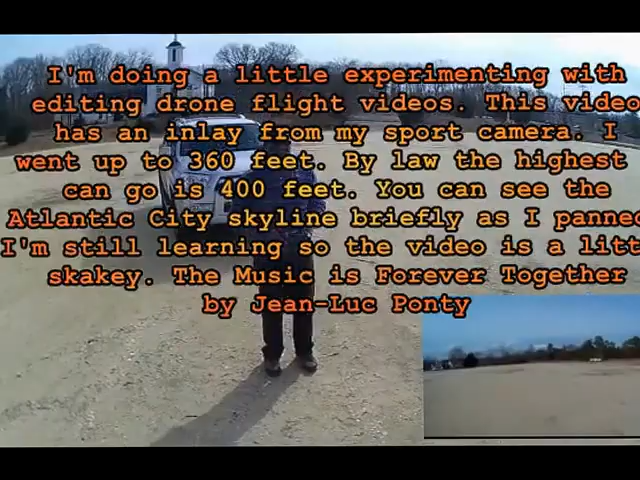 I'm doing a little experimenting with
editing drone flight videos. This video
has an inlay from my sport camera. I
went up to 360 feet. By law the highest
can go is 400 feet. You can see the
Atlantic City skyline briefly as I panned
I'm still learning so the video is a litt
skakey. The Music is Forever Together
by Jean-Luc Ponty